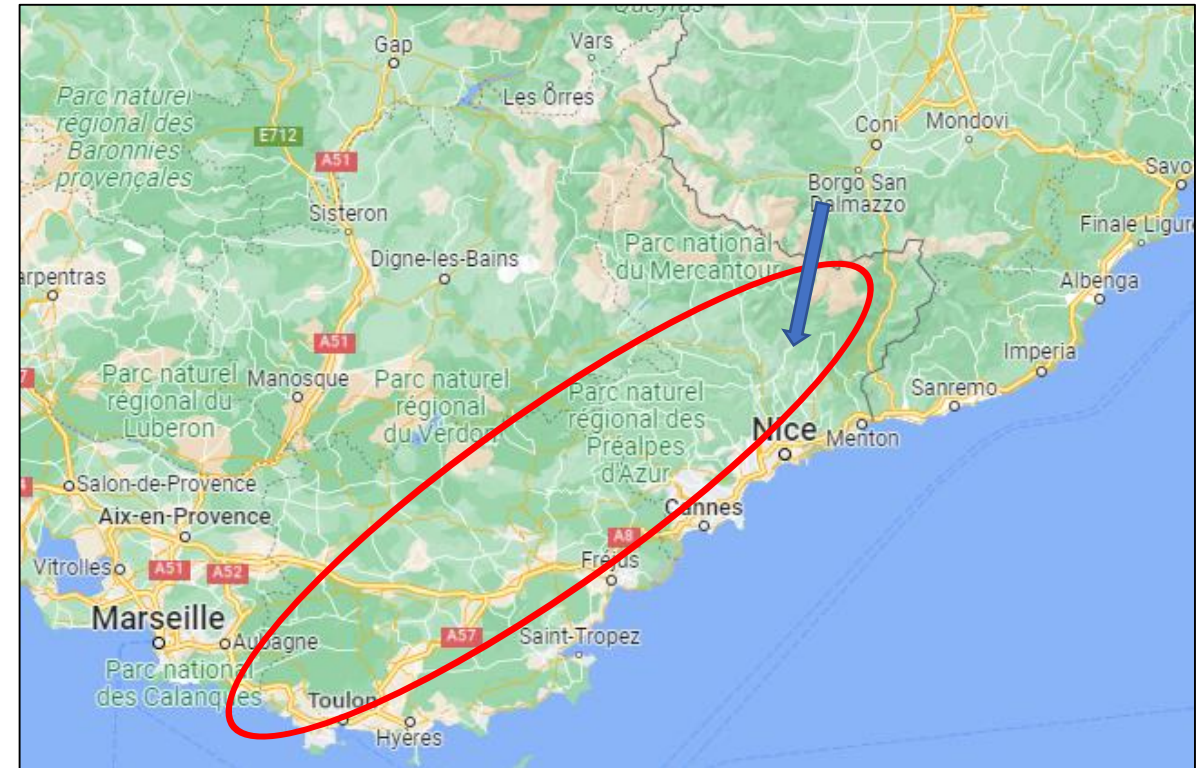 Queyras
Gap
Vars
Les Orres
Parc naturel
régional des
Baronnies
provençales
E712
A51
Coni
Mondovi
Savo
Borgo San
Dalmazzo
Sisteron
Finale Ligur
Parc national
du Mercantour
Digne-les-Bains
arpentras
Albenga
A51
Imperia
7
Parc naturel
régional du
Luberon
Manosque
Parc naturel
régional
du Verdon
Parc naturel
régional des
Préalpes
d'Azur
Sanremo
Nice
Menton
Salon-de-Provence
Aix-en-Provence
Cannes
A8
Fréjus
Vitrolles
A51
A52
Marseille
Aubagne
A57
Saint-Tropez
Parc national
des Calanques
Toulon
Hyères